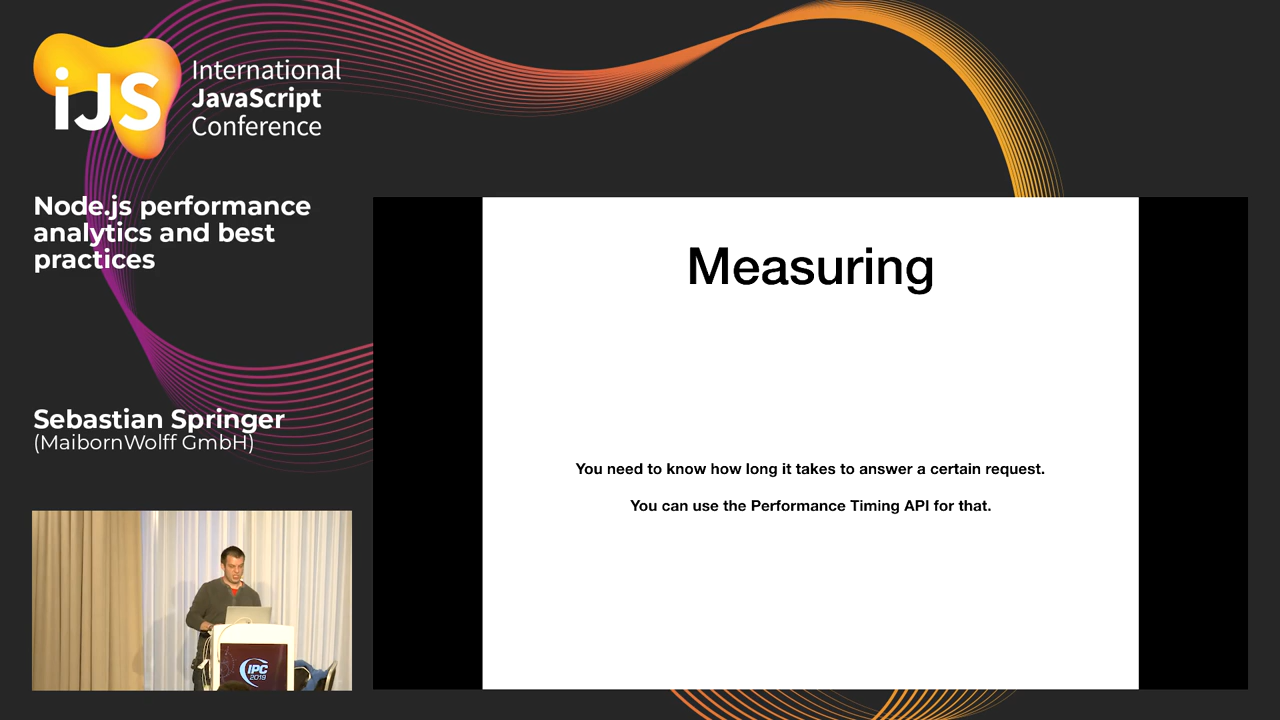 iJS
International
JavaScript
Conference
Node.js performance
analytics and best
practices
Sebastian Springer
(MaibornWolff GmbH)
Measuring
You need to know how long it takes to answer a certain request.
You can use the Performance Timing API for that.
IPC
2019